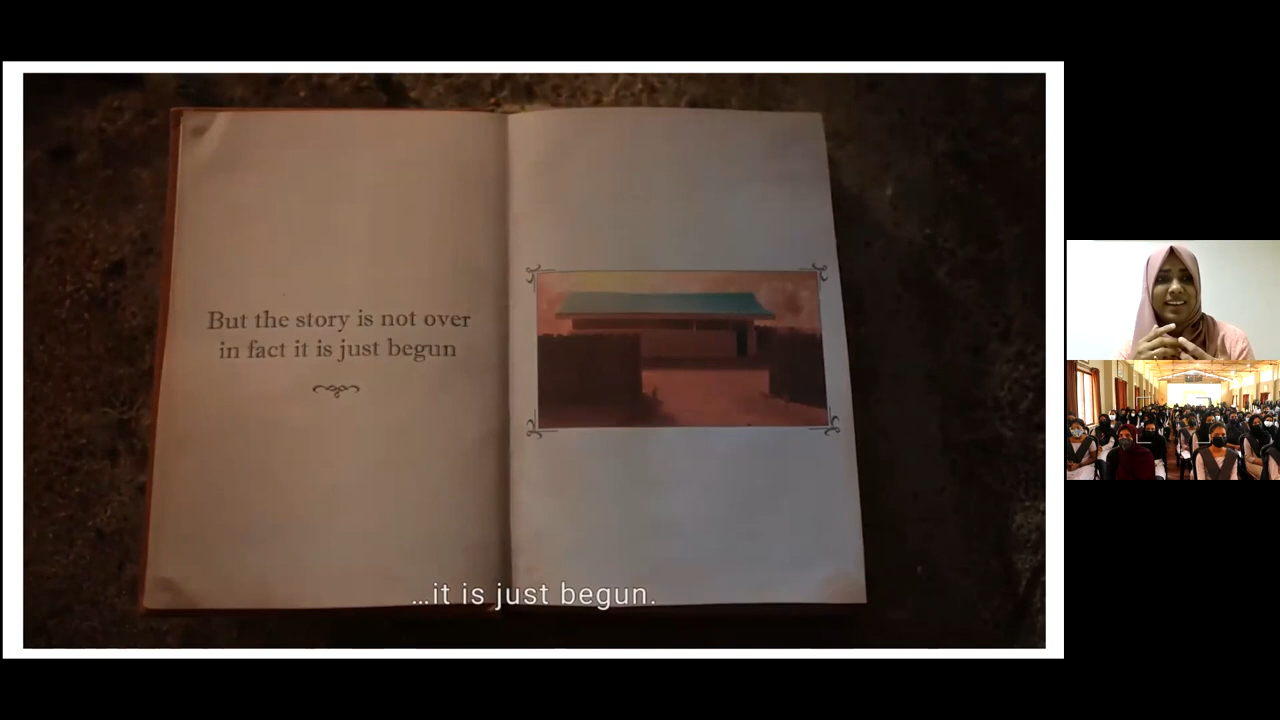 But the story is not over
in fact it is just begun
...it is just begun.